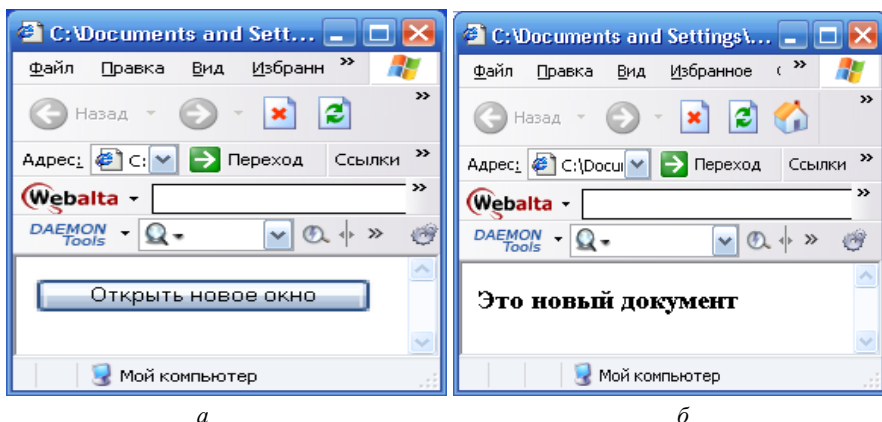 C:\Documents and Sett...
Файл Правка Вид Избранн »
Назад »
Адрес: C: Переход Ссылки »
Webalta »
DAEMON Tools »
Открыть новое окно
Мой компьютер
а
C:\Documents and Settings\...
Файл Правка Вид Избранное »
Назад »
Адрес: C:\Docu Переход Ссылки »
Webalta »
DAEMON Tools »
Это новый документ
Мой компьютер
б